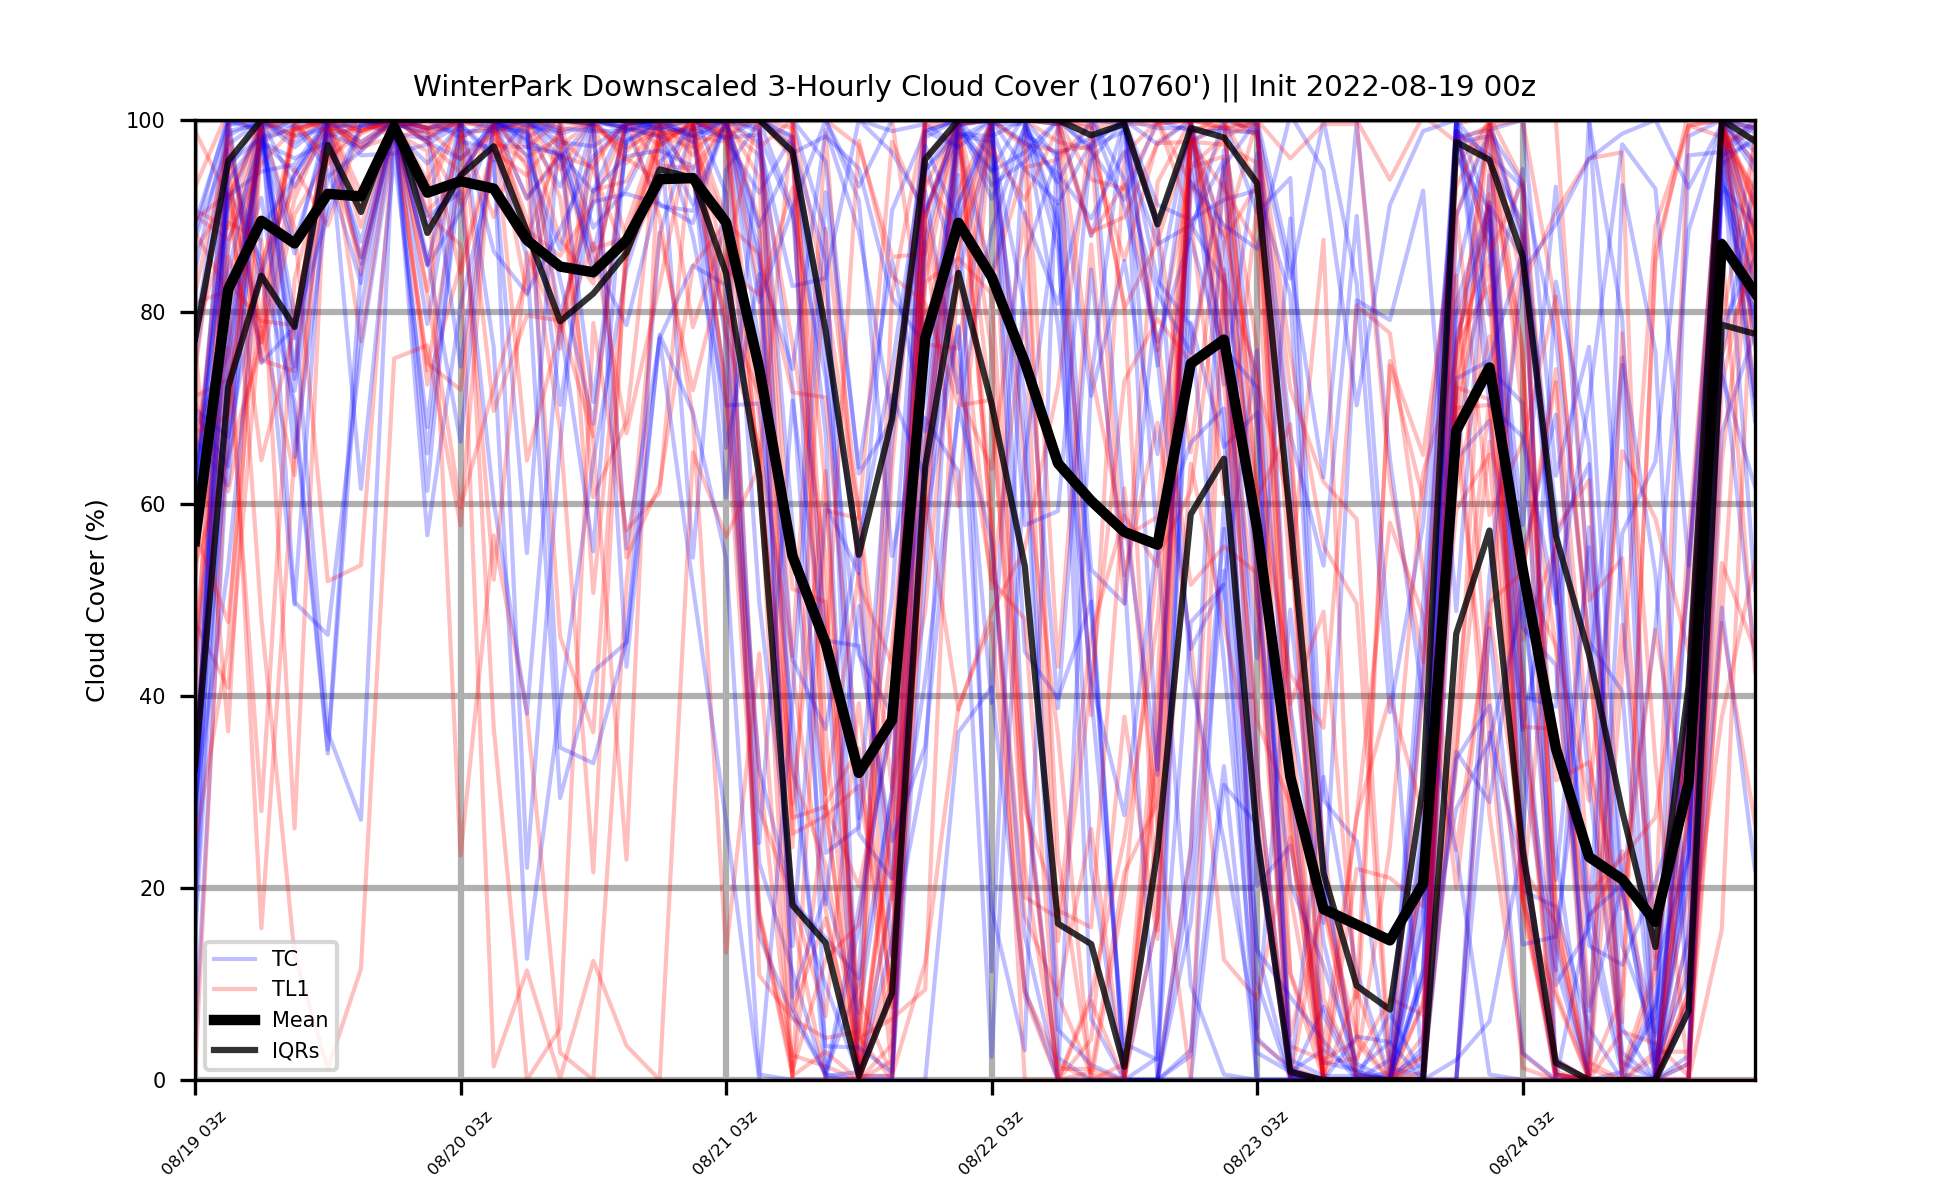 WinterPark Downscaled 3-Hourly Cloud Cover (10760') || Init 2022-08-19 00z
Cloud Cover (%)
100
80
60
40
20
0
TC
TL1
Mean
IQRs
08/19 03z
08/20 03z
08/21 03z
08/22 03z
08/23 03z
08/24 03z